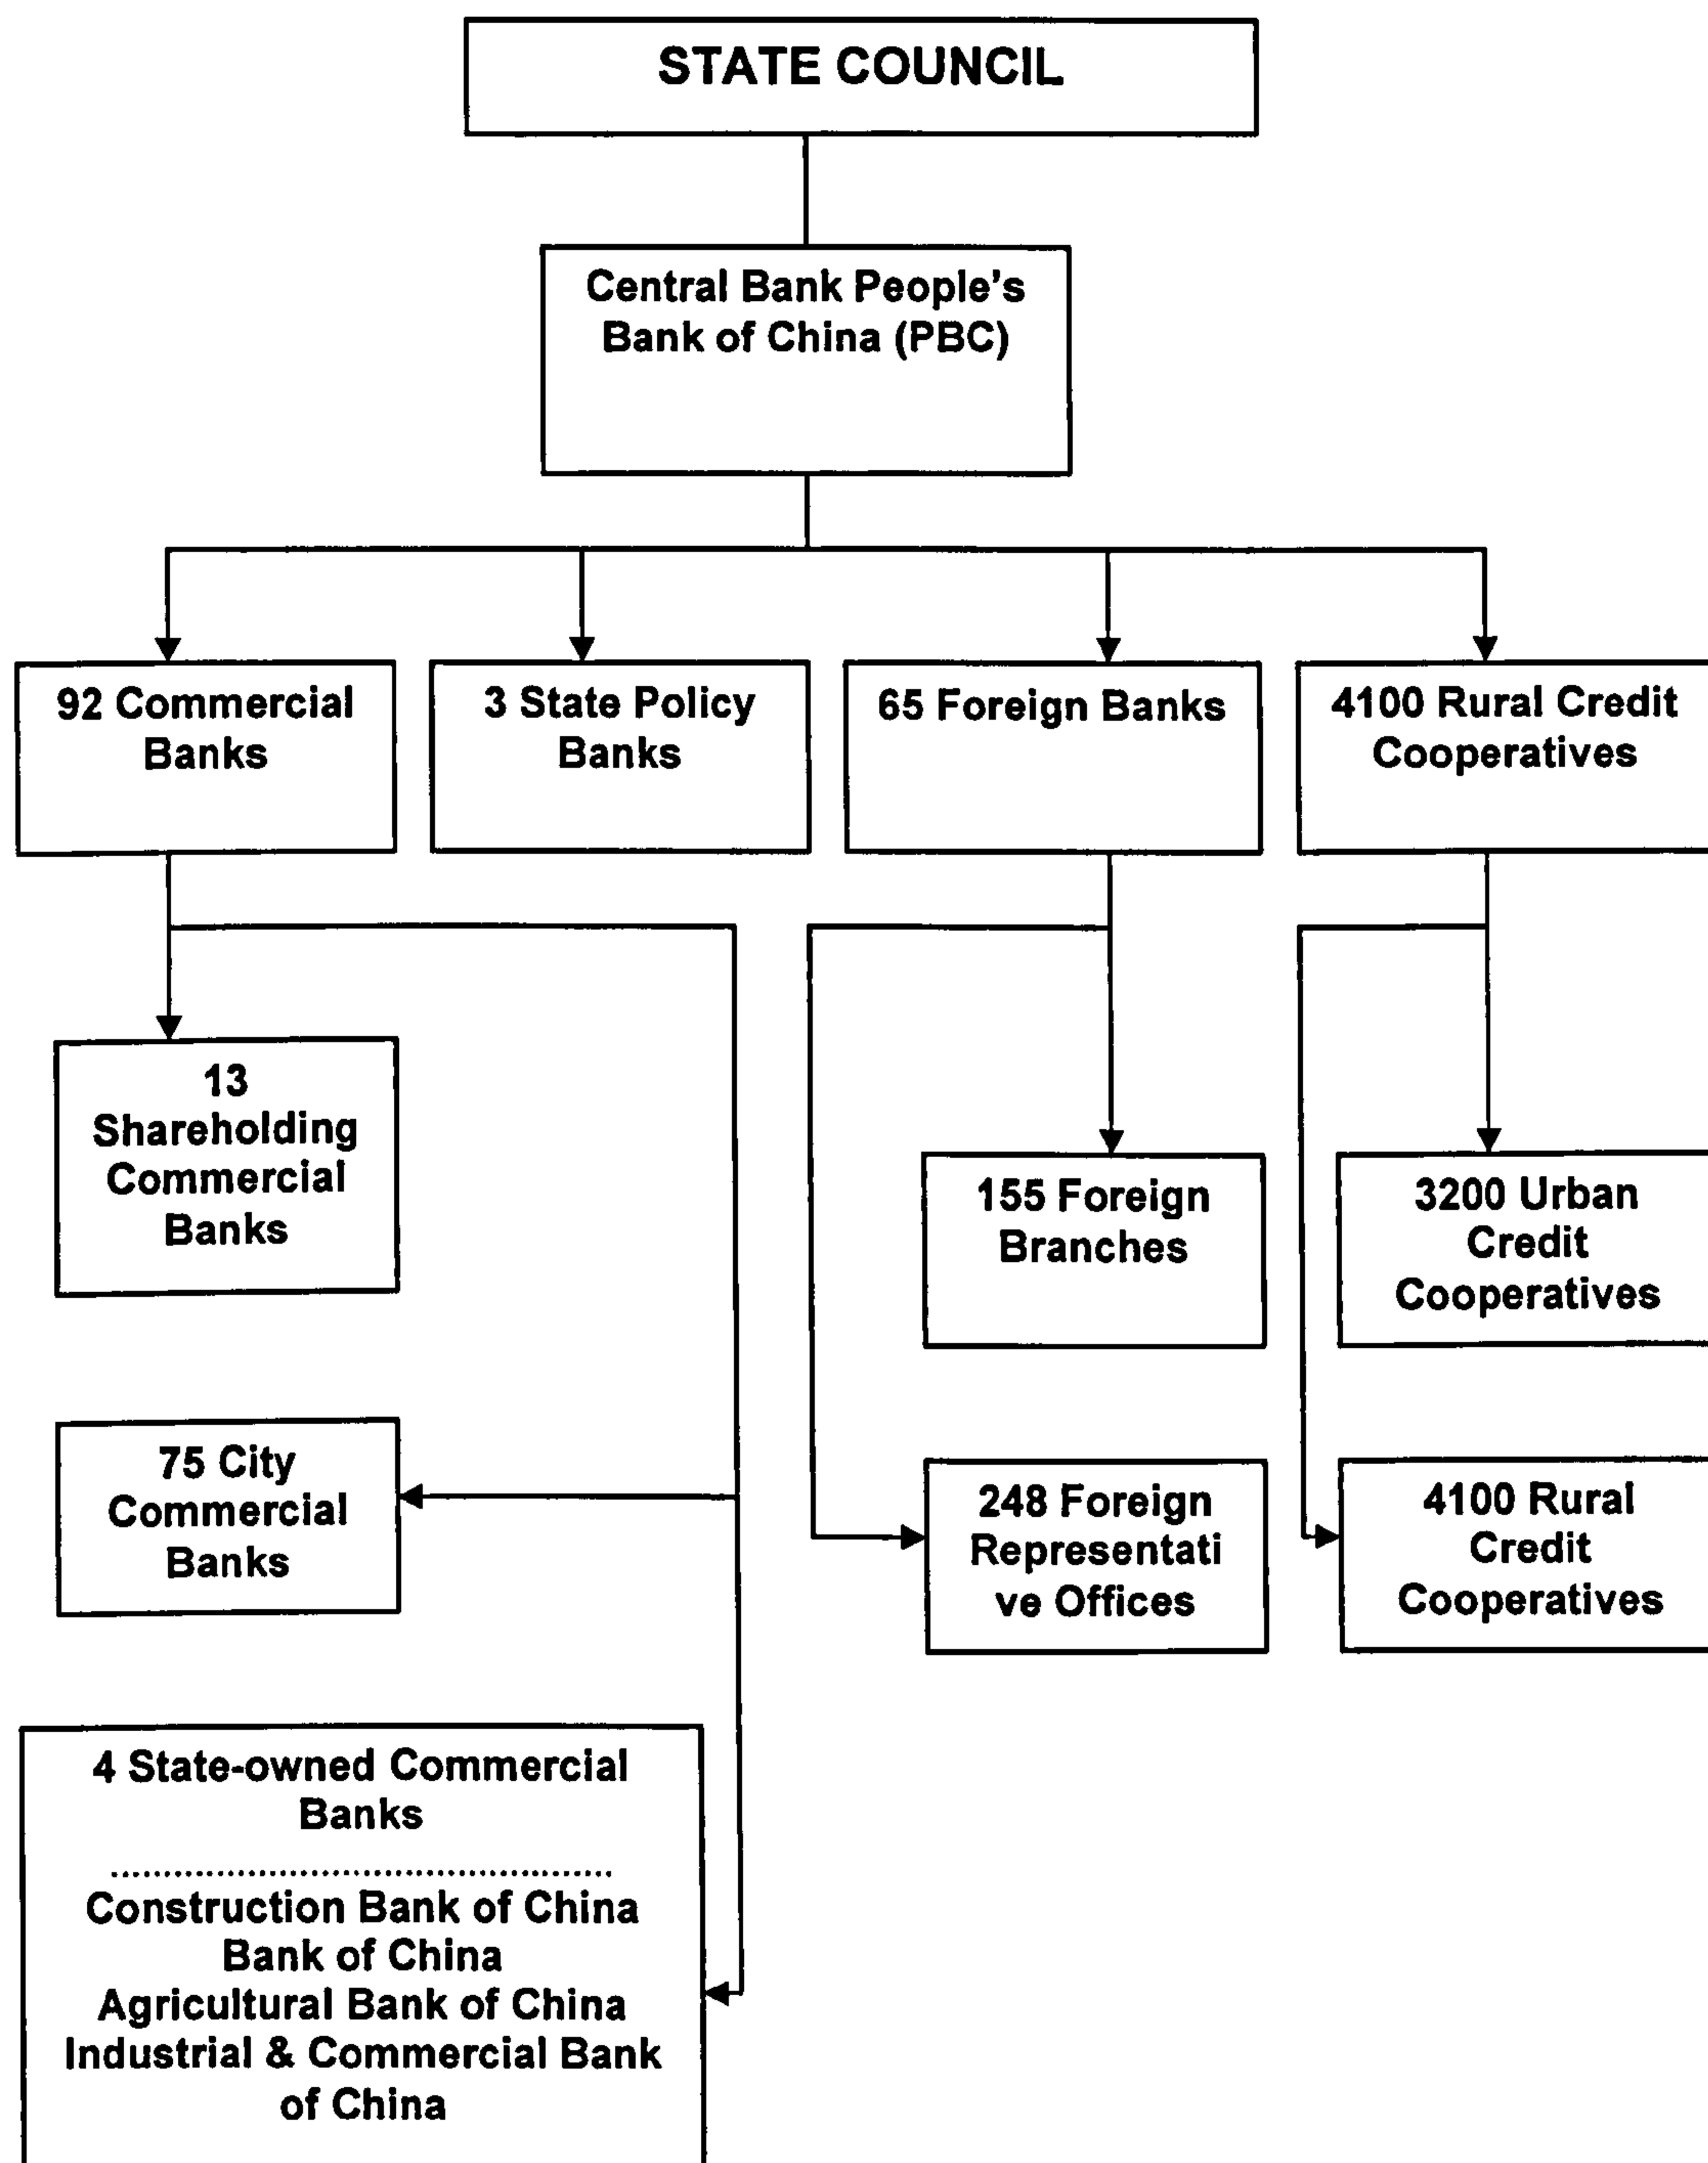 STATE COUNCIL
Central Bank People's
Bank of China (PBC)
92 Commercial
Banks
3 State Policy
Banks
65 Foreign Banks
4100 Rural Credit
Cooperatives
13
Shareholding
Commercial
Banks
155 Foreign
Branches
3200 Urban
Credit
Cooperatives
75 City
Commercial
Banks
248 Foreign
Representati
ve Offices
4100 Rural
Credit
Cooperatives
4 State-owned Commercial
Banks
Construction Bank of China
Bank of China
Agricultural Bank of China
Industrial & Commercial Bank
of China